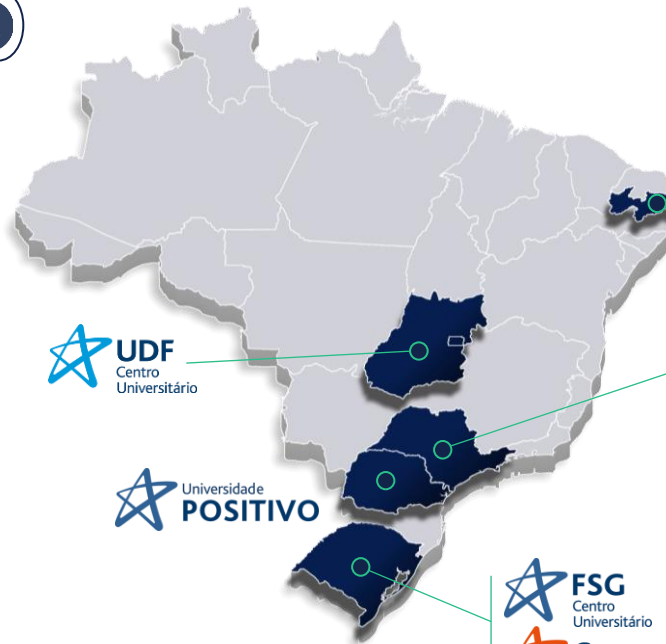 UDF
Centro
Universitário
Universidade
POSITIVO
FSG
Centro
Universitário